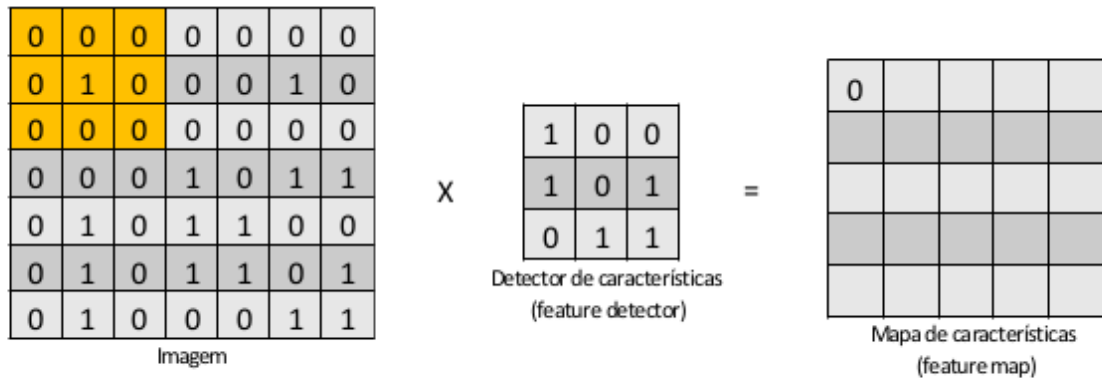 0 0 0 0 0 0 0
0 1 0 0 0 1 0
0 0 0 0 0 0 0
0 0 0 1 0 1 1
0 1 0 1 1 0 0
0 1 0 1 1 0 1
0 1 0 0 0 1 1
Imagem
X
1 0 0
1 0 1
0 1 1
Detector de características
(feature detector)
=
0
Mapa de características
(feature map)